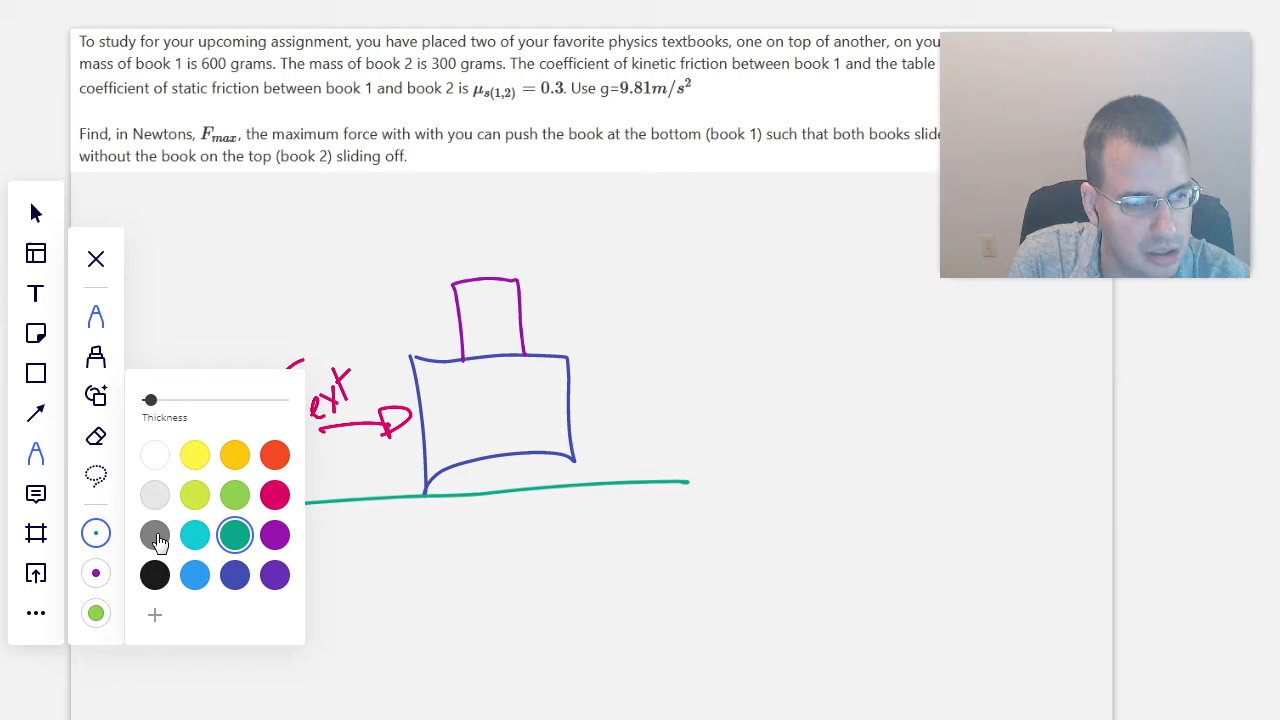 To study for your upcoming assignment, you have placed two of your favorite physics textbooks, one on top of another, on you
mass of book 1 is 600 grams. The mass of book 2 is 300 grams. The coefficient of kinetic friction between book 1 and the table
coefficient of static friction between book 1 and book 2 is μs(1,2) = 0.3. Use g=9.81m/s²
Find, in Newtons, Fmax, the maximum force with with you can push the book at the bottom (book 1) such that both books slide
without the book on the top (book 2) sliding off.
ext
Thickness